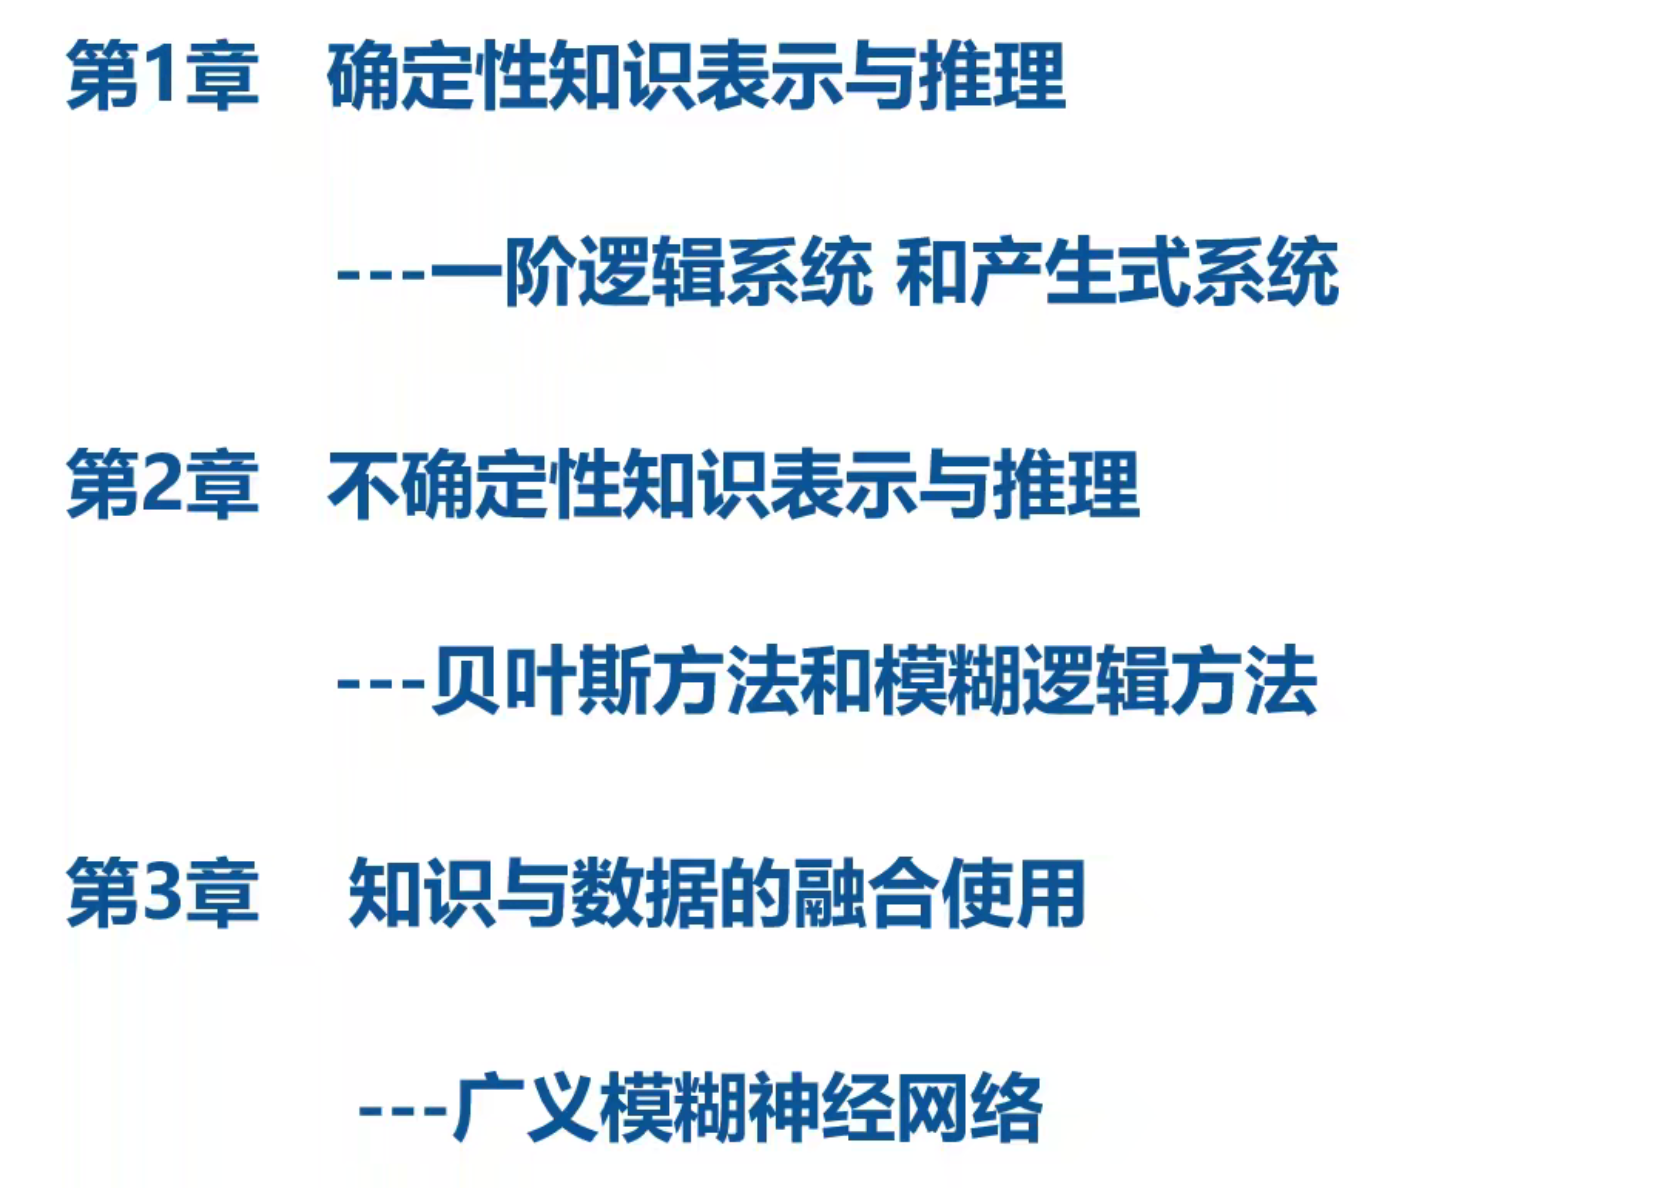 第1章 确定性知识表示与推理
---一阶逻辑系统 和产生式系统
第2章 不确定性知识表示与推理
---贝叶斯方法和模糊逻辑方法
第3章 知识与数据的融合使用
---广义模糊神经网络